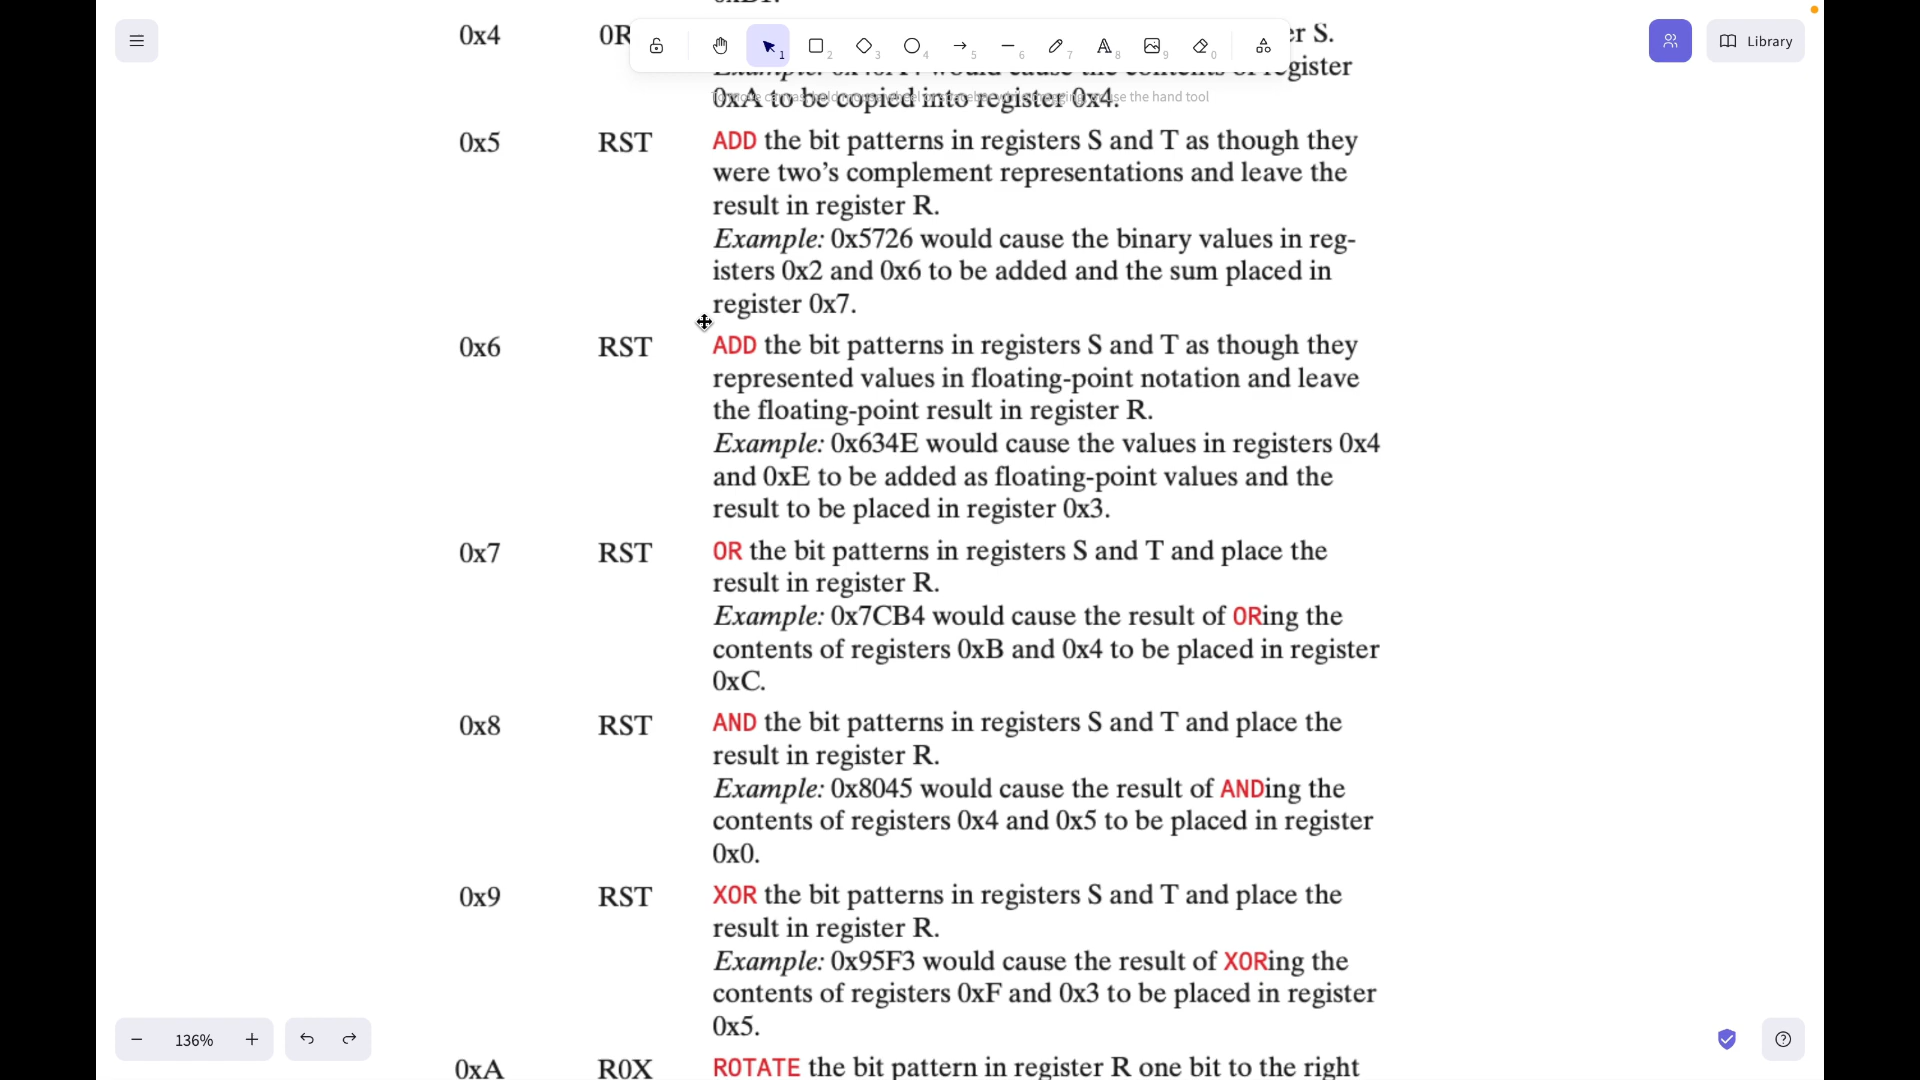 0x4 0R er S.
Library
Example: 0x40A4 would cause the contents of register
0xA to be copied into register 0x4.
0x5 RST ADD the bit patterns in registers S and T as though they
were two’s complement representations and leave the
result in register R.
Example: 0x5726 would cause the binary values in reg-
isters 0x2 and 0x6 to be added and the sum placed in
register 0x7.
0x6 RST ADD the bit patterns in registers S and T as though they
represented values in floating-point notation and leave
the floating-point result in register R.
Example: 0x634E would cause the values in registers 0x4
and 0xE to be added as floating-point values and the
result to be placed in register 0x3.
0x7 RST OR the bit patterns in registers S and T and place the
result in register R.
Example: 0x7CB4 would cause the result of ORing the
contents of registers 0xB and 0x4 to be placed in register
0xC.
0x8 RST AND the bit patterns in registers S and T and place the
result in register R.
Example: 0x8045 would cause the result of ANDing the
contents of registers 0x4 and 0x5 to be placed in register
0x0.
0x9 RST XOR the bit patterns in registers S and T and place the
result in register R.
Example: 0x95F3 would cause the result of XORing the
contents of registers 0xF and 0x3 to be placed in register
0x5.
136%
0xA R0X ROTATE the bit pattern in register R one bit to the right